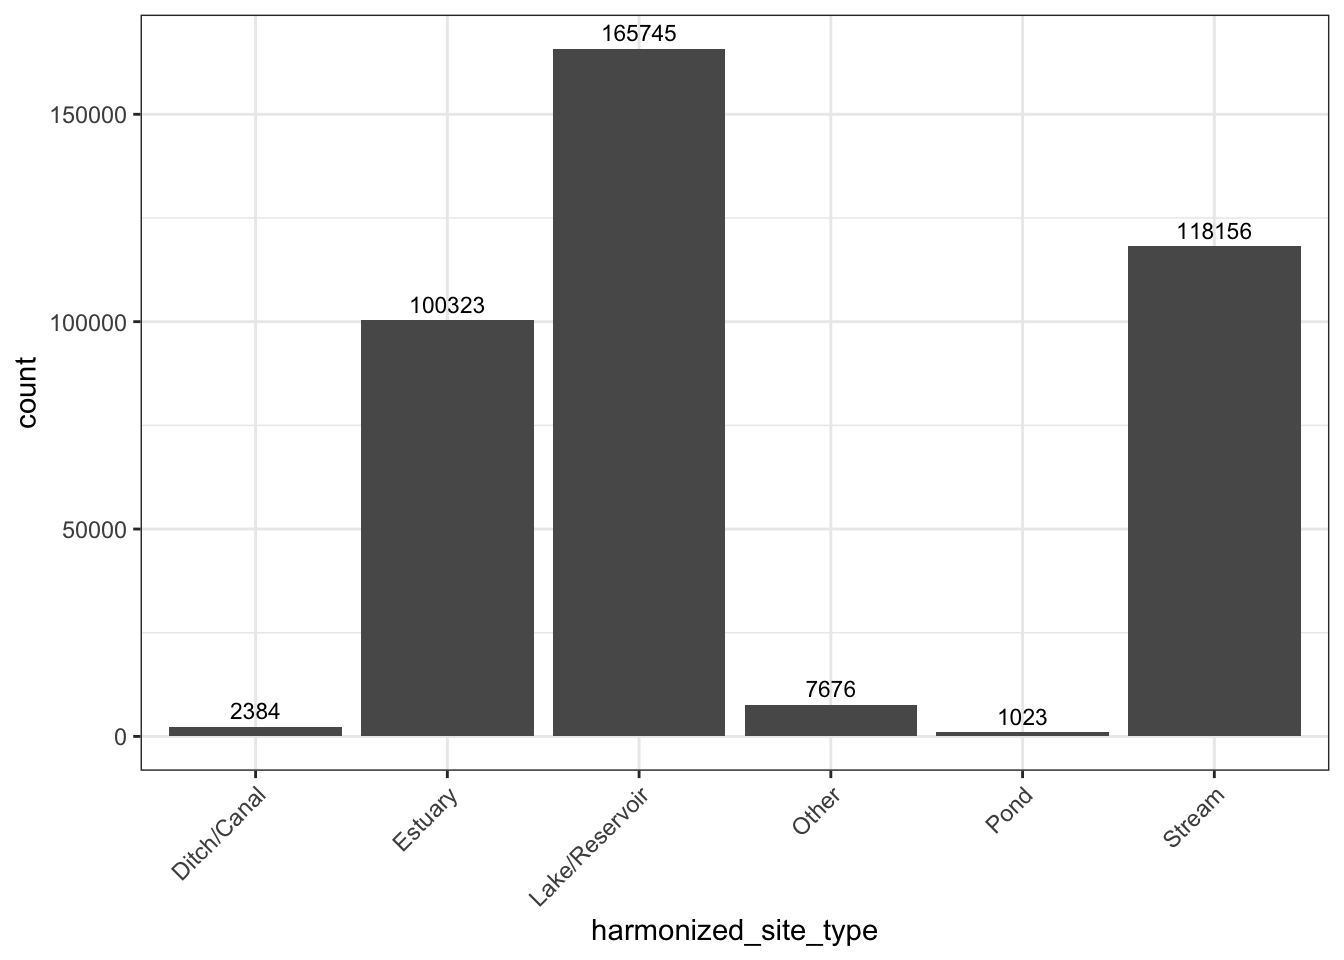 165745
150000
118156
100323
100000
count
50000
7676
2384
1023
0
Ditch/Canal
Estuary
Lake/Reservoir
Other
Pond
Stream
harmonized_site_type